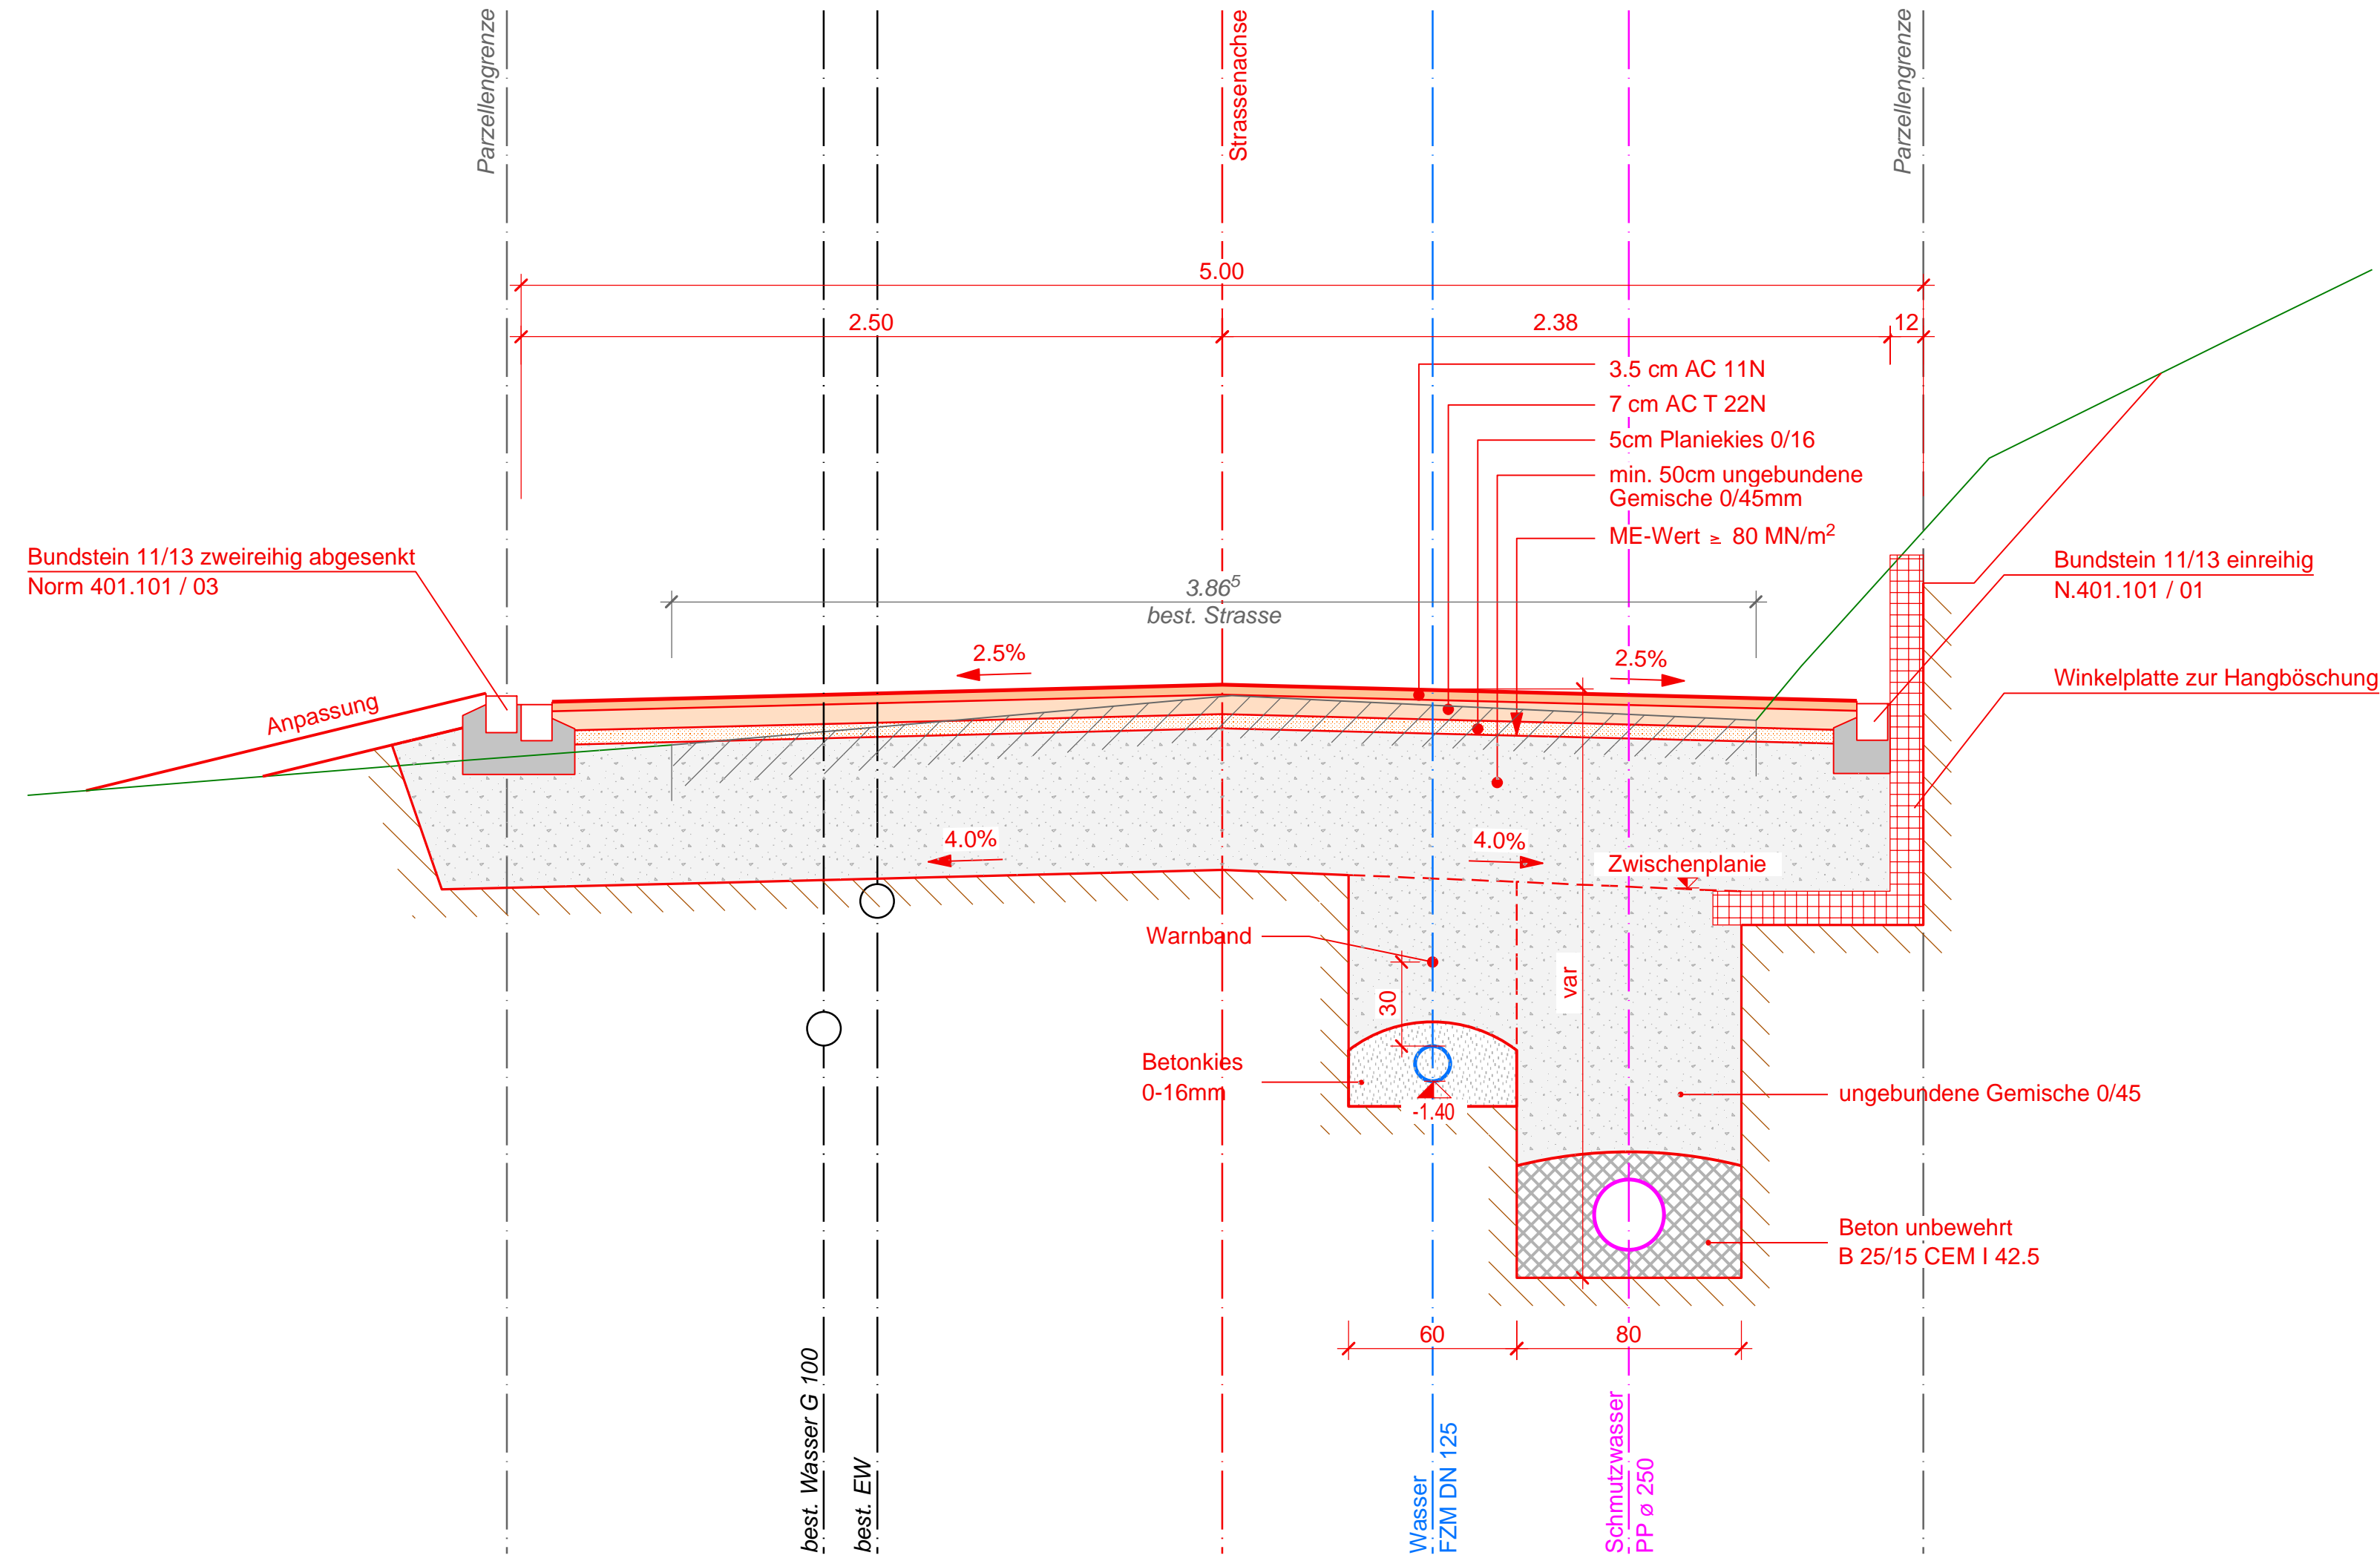 Parzellengrenze
Strassenachse
Parzellengrenze
5.00
2.50
2.38
12
3.5 cm AC 11N
7 cm AC T 22N
5cm Planiekies 0/16
min. 50cm ungebundene
Gemische 0/45mm
ME-Wert ≥ 80 MN/m²
Bundstein 11/13 zweireihig abgesenkt
Norm 401.101 / 03
3.86⁵
best. Strasse
Bundstein 11/13 einreihig
N.401.101 / 01
2.5%
2.5%
Winkelplatte zur Hangböschung
Anpassung
4.0%
4.0%
Zwischenplanie
Warnband
var
30
Betonkies
0-16mm
-1.40
ungebundene Gemische 0/45
Beton unbewehrt
B 25/15 CEM I 42.5
60
80
best. Wasser G 100
best. EW
Wasser
FZM DN 125
Schmutzwasser
PP ø 250